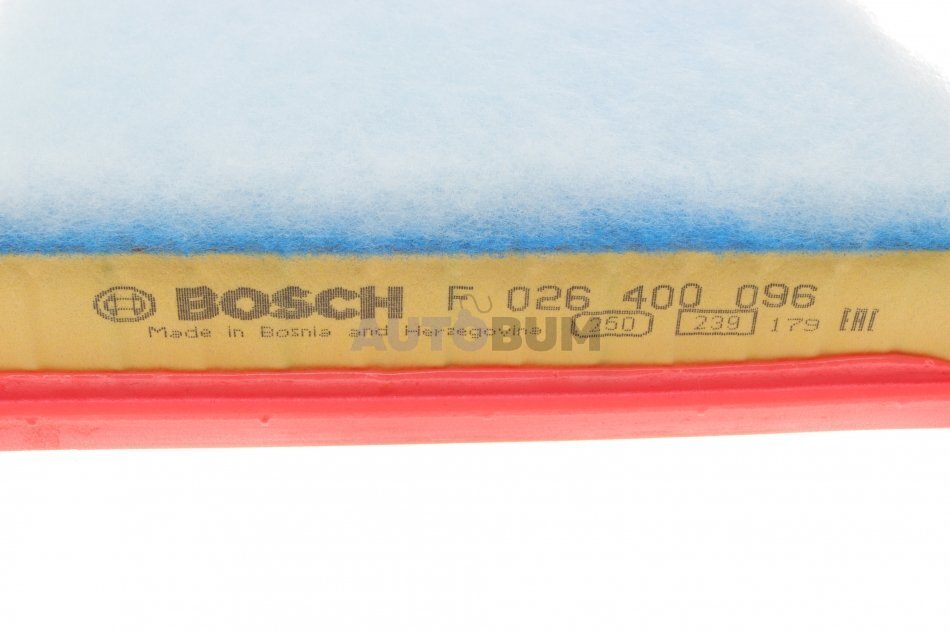 BOSCH F 026 400 096
Made in Bosnia and Herzegovina 250 239 179 EAC
AUTOBUM